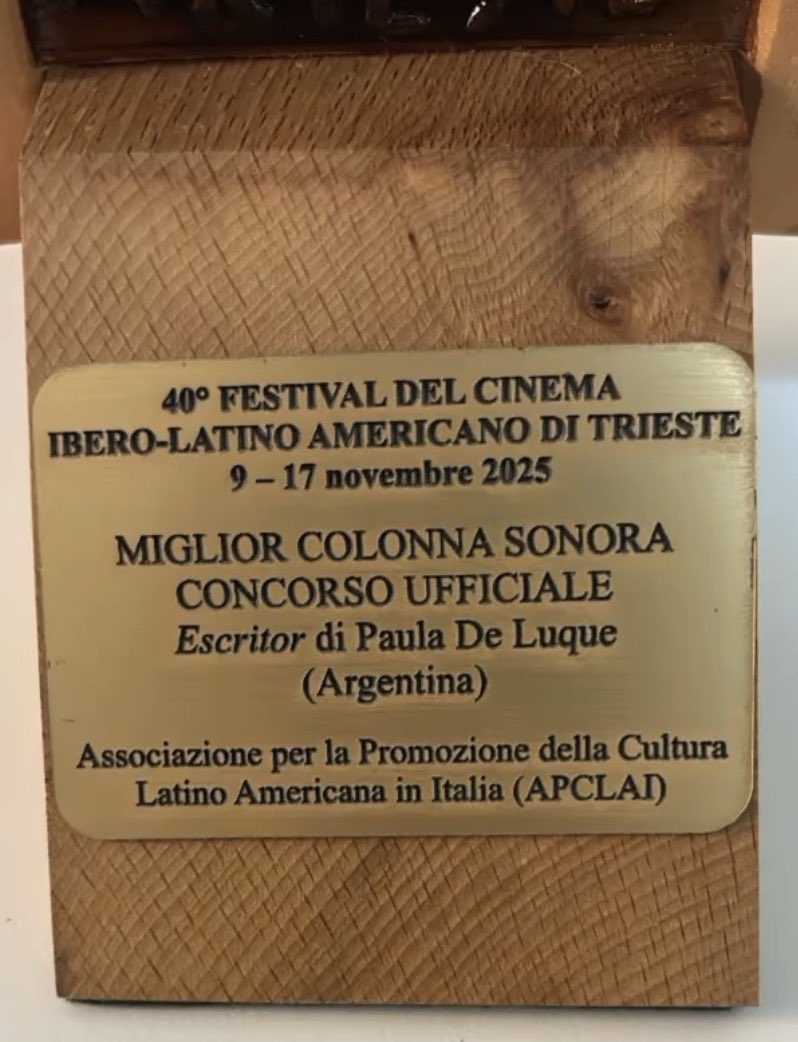 40° FESTIVAL DEL CINEMA
IBERO-LATINO AMERICANO DI TRIESTE
9 – 17 novembre 2025
MIGLIOR COLONNA SONORA
CONCORSO UFFICIALE
Escritor di Paula De Luque
(Argentina)
Associazione per la Promozione della Cultura
Latino Americana in Italia (APCLAI)